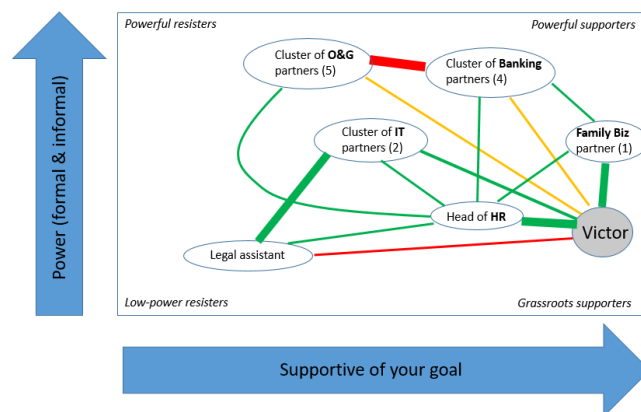 Powerful resisters
Powerful supporters
Cluster of O&G
partners (5)
Cluster of Banking
partners (4)
Cluster of IT
partners (2)
Family Biz
partner (1)
Head of HR
Victor
Legal assistant
Low-power resisters
Grassroots supporters
Power (formal & informal)
Supportive of your goal